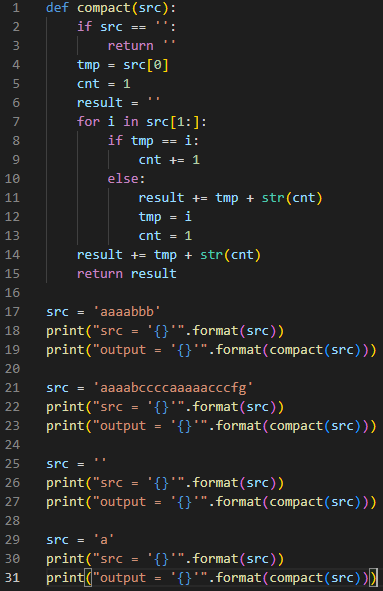 1 def compact(src):
2     if src == '':
3         return ''
4     tmp = src[0]
5     cnt = 1
6     result = ''
7     for i in src[1:]:
8         if tmp == i:
9             cnt += 1
10         else:
11             result += tmp + str(cnt)
12             tmp = i
13             cnt = 1
14     result += tmp + str(cnt)
15     return result
16
17 src = 'aaaabbb'
18 print("src = '{}'".format(src))
19 print("output = '{}'".format(compact(src)))
20
21 src = 'aaaabccccaaaaacccfg'
22 print("src = '{}'".format(src))
23 print("output = '{}'".format(compact(src)))
24
25 src = ''
26 print("src = '{}'".format(src))
27 print("output = '{}'".format(compact(src)))
28
29 src = 'a'
30 print("src = '{}'".format(src))
31 print("output = '{}'".format(compact(src)))